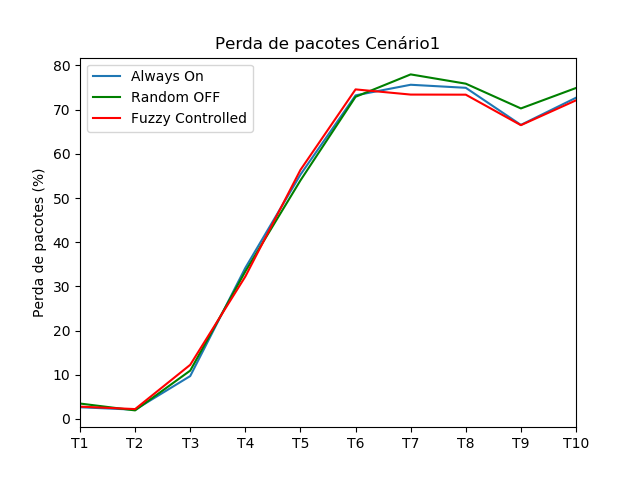 Perda de pacotes Cenário1
Always On
Random OFF
Fuzzy Controlled
Perda de pacotes (%)
80
70
60
50
40
30
20
10
0
T1 T2 T3 T4 T5 T6 T7 T8 T9 T10